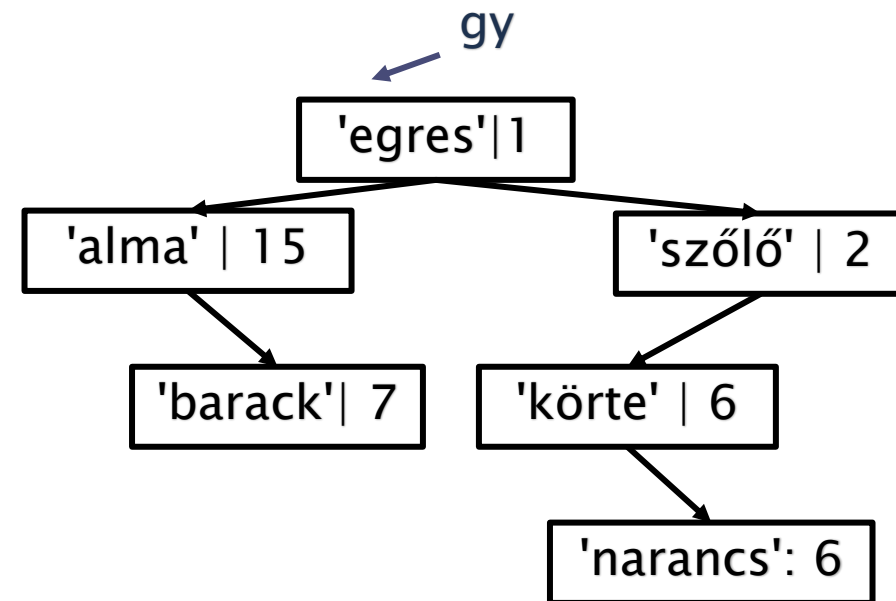 gy
'egres'|1
'alma' | 15
'szőlő' | 2
'barack'| 7
'körte' | 6
'narancs': 6